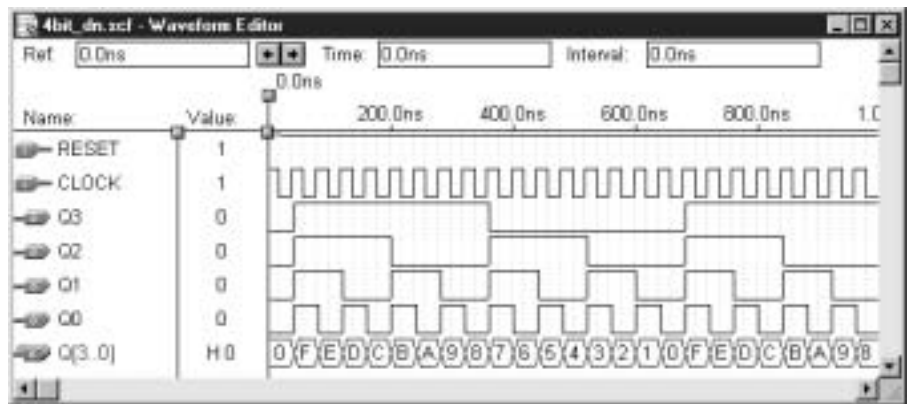 4bit_dn.scf - Waveform Editor
Ref: 0.0ns Time: 0.0ns Interval: 0.0ns
0.0ns
Name: Value: 200.0ns 400.0ns 600.0ns 800.0ns 1.0
RESET 1
CLOCK 1
Q3 0
Q2 0
Q1 0
Q0 0
Q[3..0] H 0 0 F E D C B A 9 8 7 6 5 4 3 2 1 0 F E D C B A 9 8